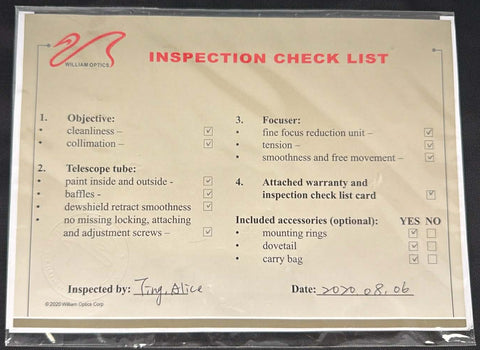 WILLIAM OPTICS
INSPECTION CHECK LIST
1. Objective:
• cleanliness – ☑
• collimation – ☑
2. Telescope tube:
• paint inside and outside - ☑
• baffles - ☑
• dewshield retract smoothness ☑
• no missing locking, attaching
and adjustment screws – ☑
3. Focuser:
• fine focus reduction unit – ☑
• tension – ☑
• smoothness and free movement – ☑
4. Attached warranty and
inspection check list card ☑
Included accessories (optional): YES NO
• mounting rings ☑ ☐
• dovetail ☑ ☐
• carry bag ☑ ☐
Inspected by: Ting, Alice
Date: 2020.08.06
© 2020 William Optics Corp